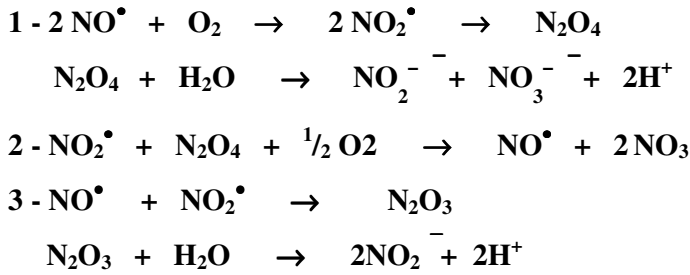 1 - 2 NO• + O₂ → 2 NO₂• → N₂O₄
N₂O₄ + H₂O → NO₂⁻ ⁻ + NO₃⁻ ⁻ + 2H⁺
2 - NO₂• + N₂O₄ + ¹/₂ O2 → NO• + 2 NO₃
3 - NO• + NO₂• → N₂O₃
N₂O₃ + H₂O → 2NO₂⁻ + 2H⁺